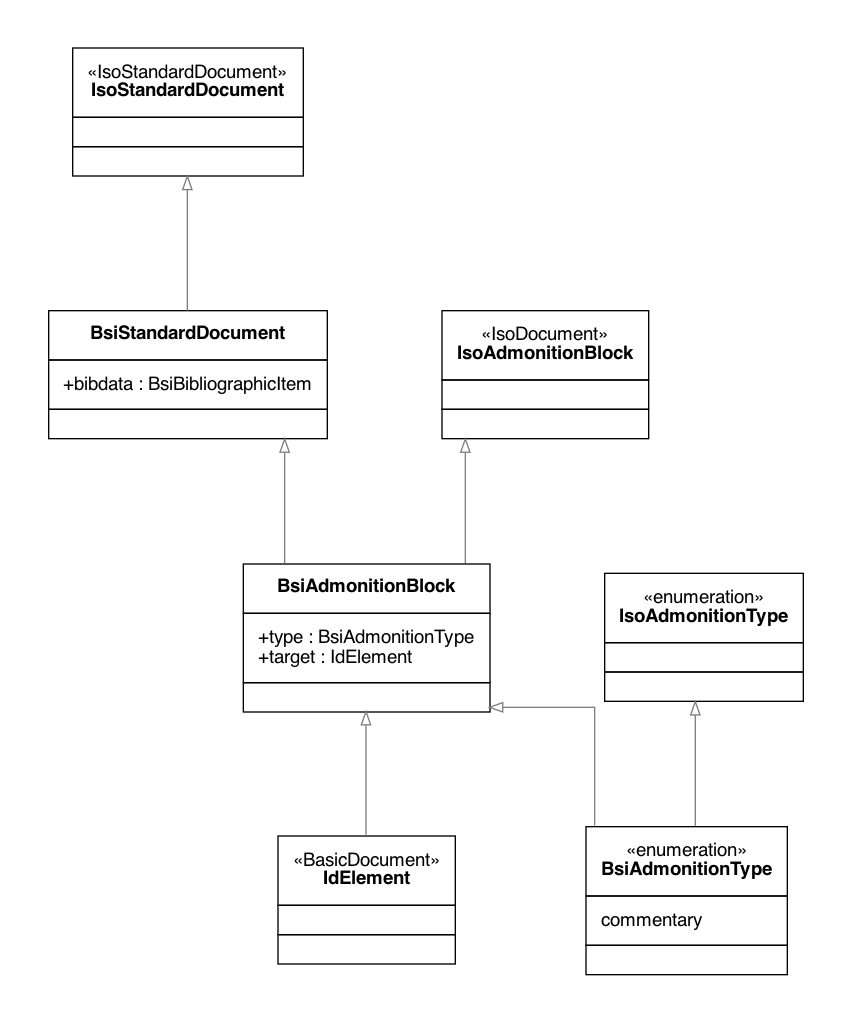 «IsoStandardDocument»
IsoStandardDocument
BsiStandardDocument
+bibdata : BsiBibliographicItem
«IsoDocument»
IsoAdmonitionBlock
BsiAdmonitionBlock
+type : BsiAdmonitionType
+target : IdElement
«enumeration»
IsoAdmonitionType
«BasicDocument»
IdElement
«enumeration»
BsiAdmonitionType
commentary